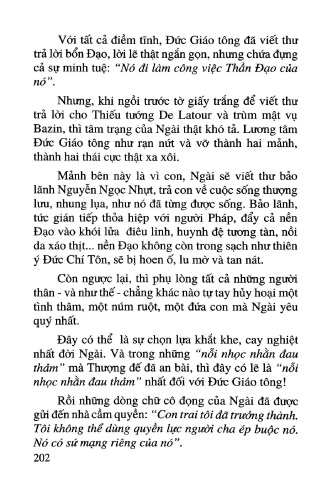 Với tất cả điềm tĩnh, Đức Giáo tông đã viết thư
trả lời bổn Đạo, lời lẽ thật ngắn gọn, nhưng chứa đựng
cả sự minh tuệ: “Nó đi làm công việc Thần Đạo của
nó”.
Nhưng, khi ngồi trước tờ giấy trắng để viết thư
trả lời cho Thiếu tướng De Latour và trùm mật vụ
Bazin, thì tâm trạng của Ngài thật khó tả. Lương tâm
Đức Giáo tông như rạn nứt và vỡ thành hai mảnh,
thành hai thái cực thật xa xôi.
Mảnh bên này là vì con, Ngài sẽ viết thư bảo
lãnh Nguyễn Ngọc Nhựt, trả con về cuộc sống thượng
lưu, nhung lụa, như nó đã từng được sống. Bảo lãnh,
tức gián tiếp thỏa hiệp với người Pháp, đẩy cả nền
Đạo vào khói lửa điêu linh, huynh đệ tương tàn, nồi
da xáo thịt... nền Đạo không còn trong sạch như thiên
ý Đức Chí Tôn, sẽ bị hoen ố, lu mờ và tan nát.
Còn ngược lại, thì phụ lòng tất cả những người
thân - và như thế - chẳng khác nào tự tay hủy hoại một
tình thâm, một núm ruột, một đứa con mà Ngài yêu
quý nhất.
Đây có thể là sự chọn lựa khắt khe, cay nghiệt
nhất đời Ngài. Và trong những “nỗi nhọc nhằn đau
thảm” mà Thượng đế đã an bài, thì đây có lẽ là “nỗi
nhọc nhằn đau thảm” nhất đối với Đức Giáo tông!
Rồi những dòng chữ cô đọng của Ngài đã được
gửi đến nhà cầm quyền: “Con trai tôi đã trưởng thành.
Tôi không thể dùng quyền lực người cha ép buộc nó.
Nó có sứ mạng riêng của nó”.
202